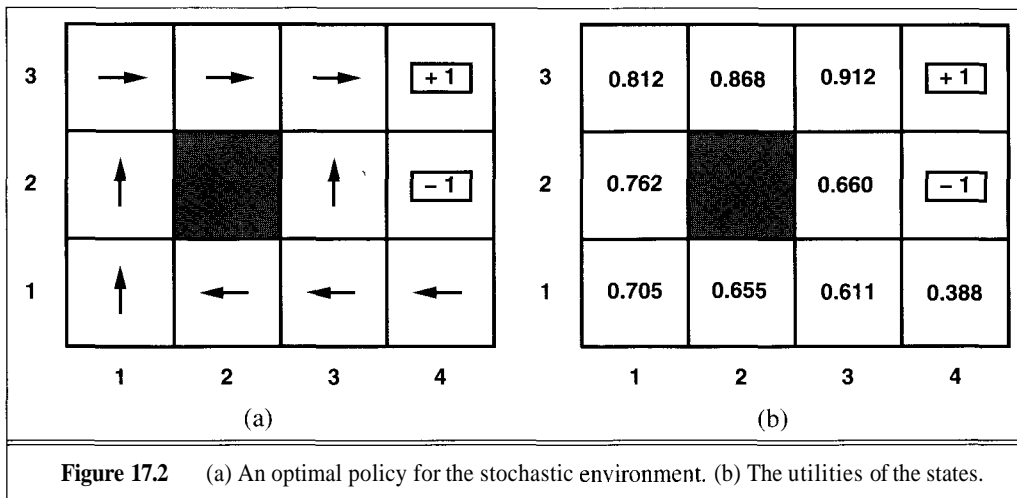 3 + 1 3 0.812 0.868 0.912 + 1
2 - 1 2 0.762 0.660 - 1
1 1 0.705 0.655 0.611 0.388
1 2 3 4 1 2 3 4
(a) (b)
Figure 17.2 (a) An optimal policy for the stochastic environment. (b) The utilities of the states.